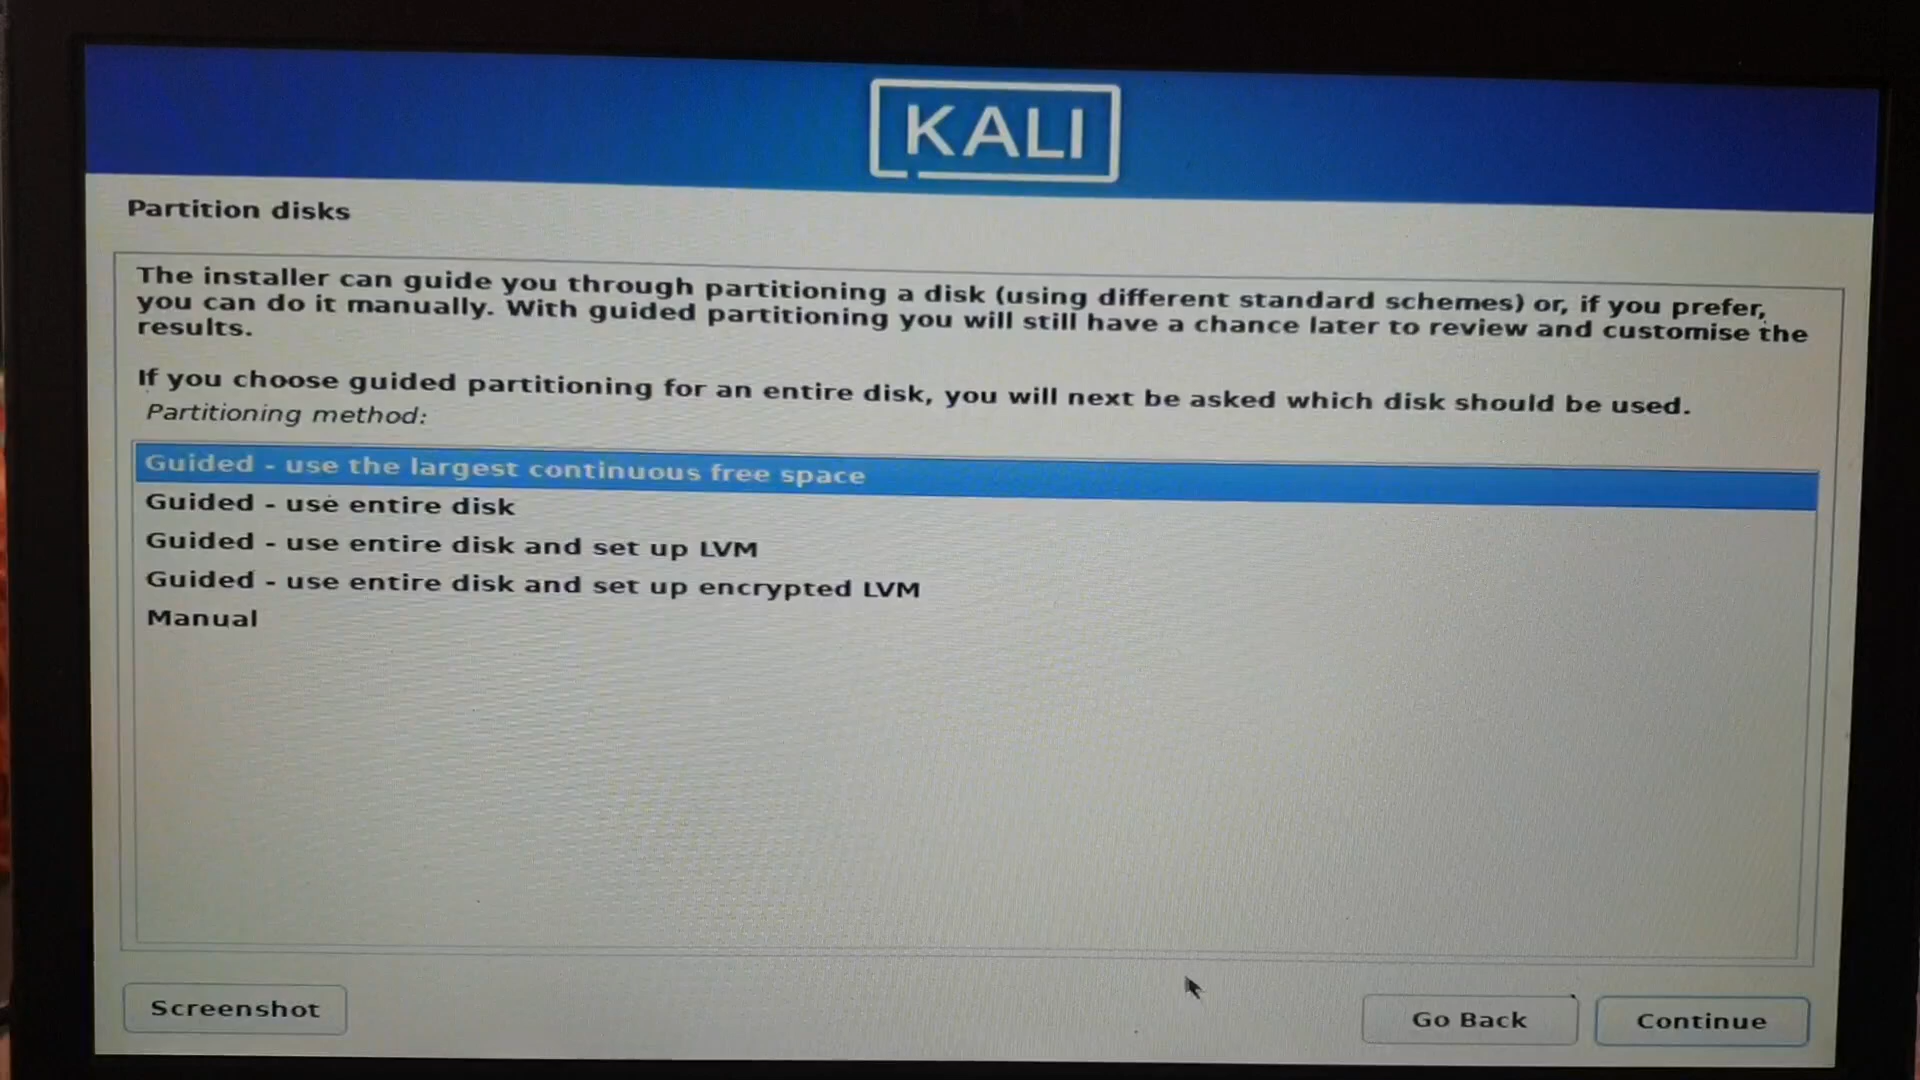 KALI
Partition disks
The installer can guide you through partitioning a disk (using different standard schemes) or, if you prefer,
you can do it manually. With guided partitioning you will still have a chance later to review and customise the
results.
If you choose guided partitioning for an entire disk, you will next be asked which disk should be used.
Partitioning method:
Guided - use the largest continuous free space
Guided - use entire disk
Guided - use entire disk and set up LVM
Guided - use entire disk and set up encrypted LVM
Manual
Screenshot
Go Back
Continue